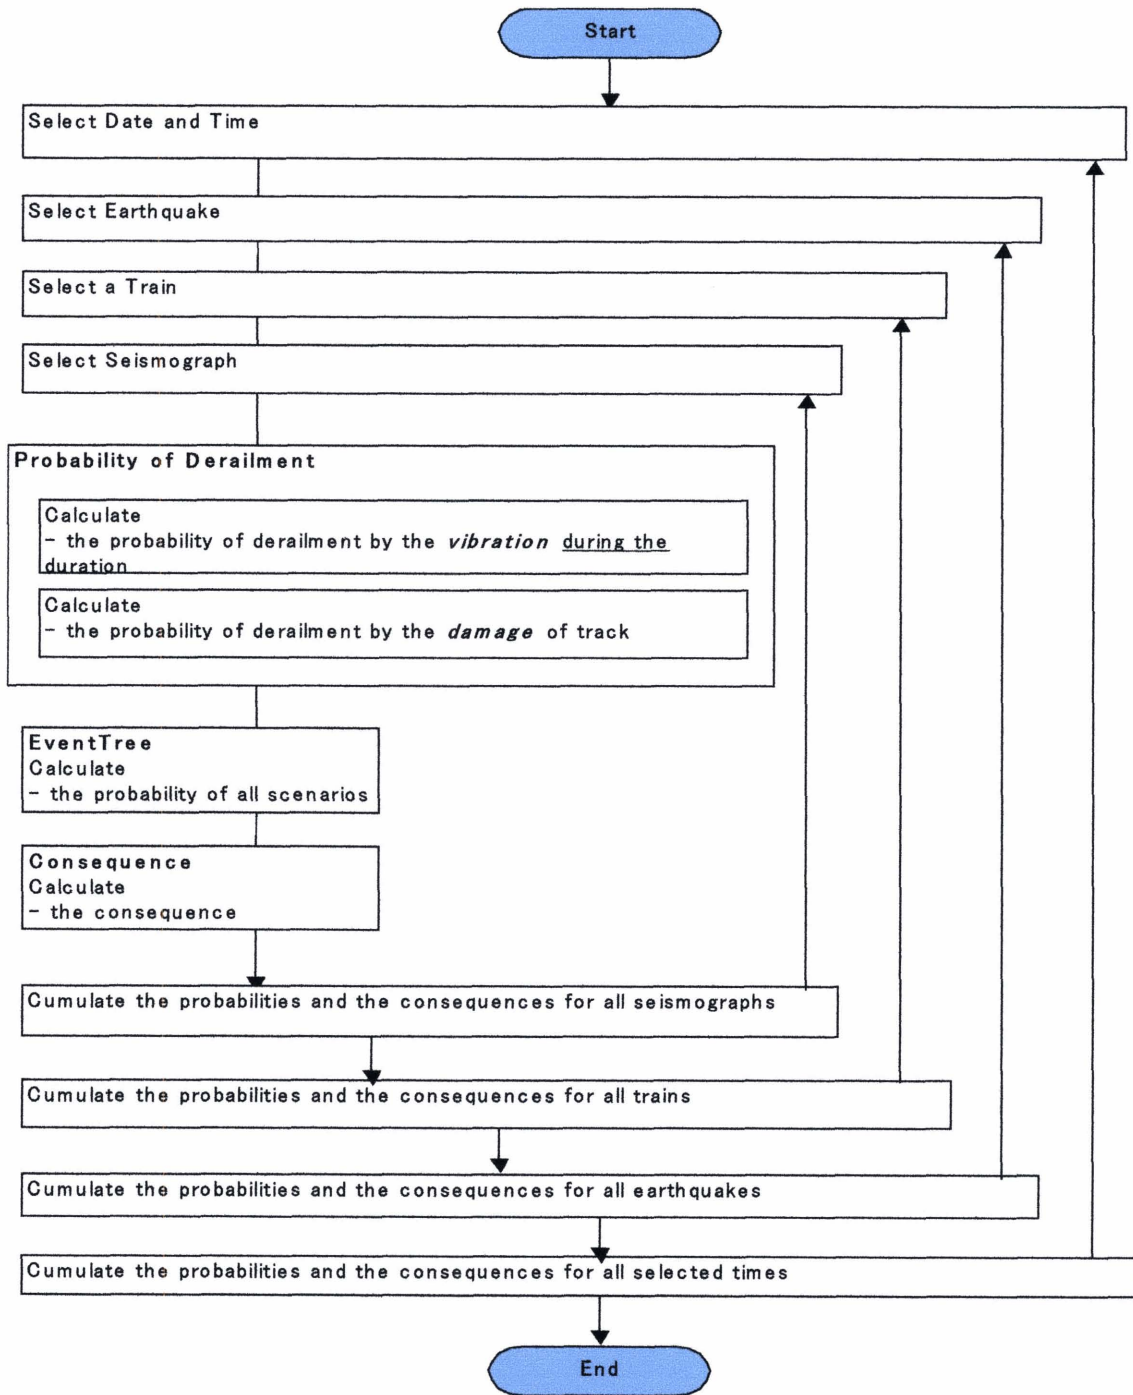 Start
Select Date and Time
Select Earthquake
Select a Train
Select Seismograph
Probability of Derailment
Calculate
– the probability of derailment by the vibration during the
duration
Calculate
– the probability of derailment by the damage of track
EventTree
Calculate
– the probability of all scenarios
Consequence
Calculate
– the consequence
Cumulate the probabilities and the consequences for all seismographs
Cumulate the probabilities and the consequences for all trains
Cumulate the probabilities and the consequences for all earthquakes
Cumulate the probabilities and the consequences for all selected times
End